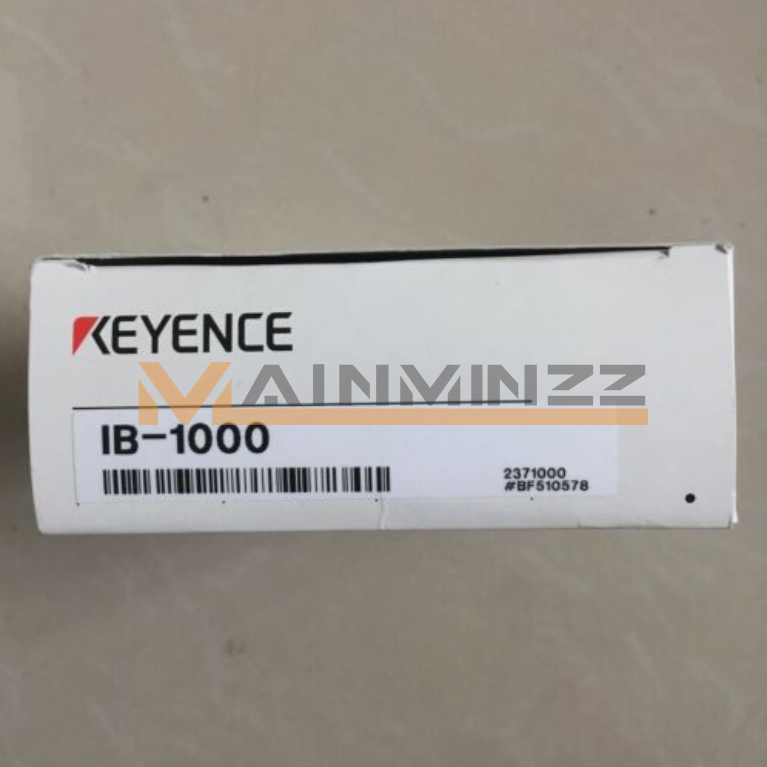 KEYENCE
MAINMINZZ
IB-1000
2371000
#BF510578